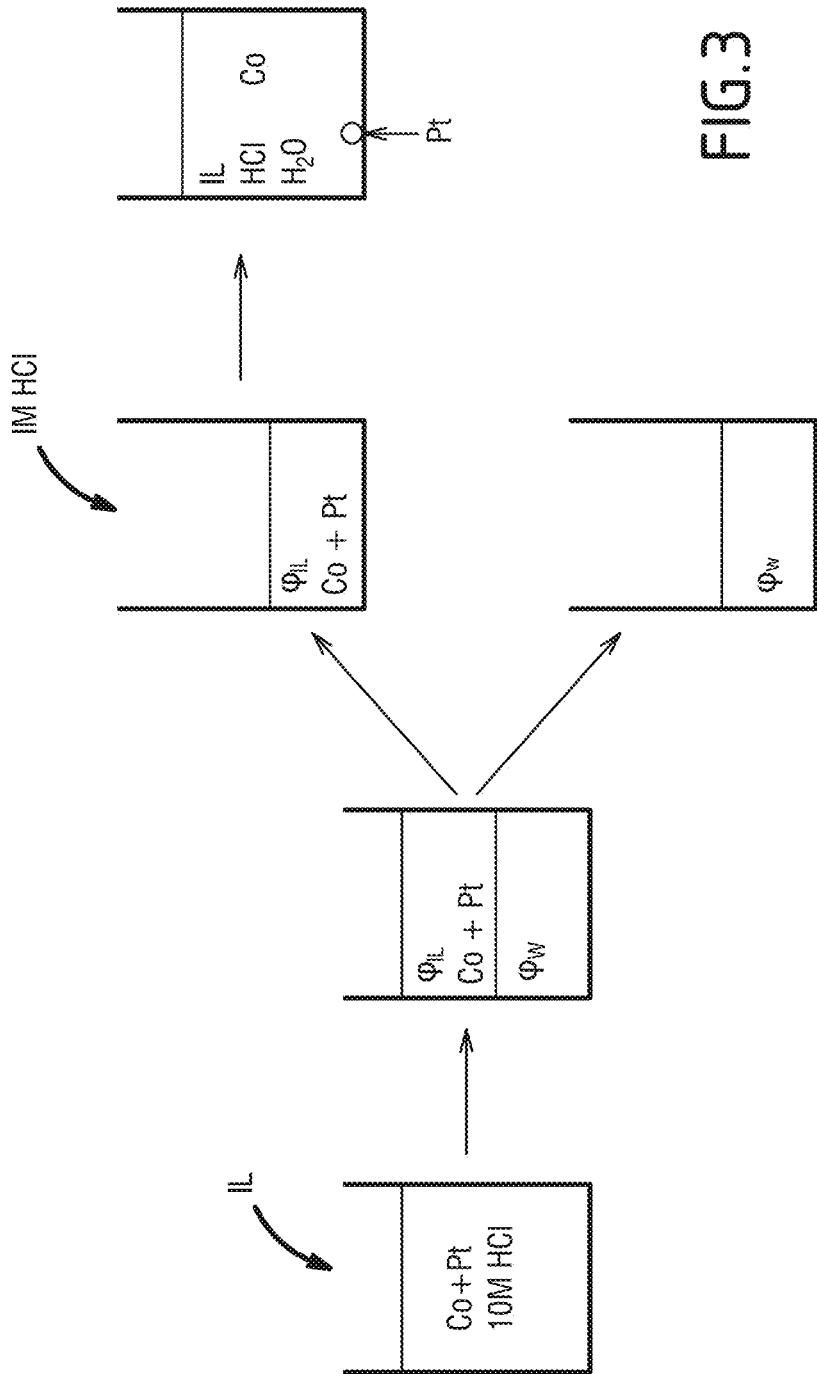 IL
Co+Pt
10M HCl
φIL
Co + Pt
φW
IM HCl
φIL
Co + Pt
φW
IL
HCl Co
H₂O
Pt
FIG.3